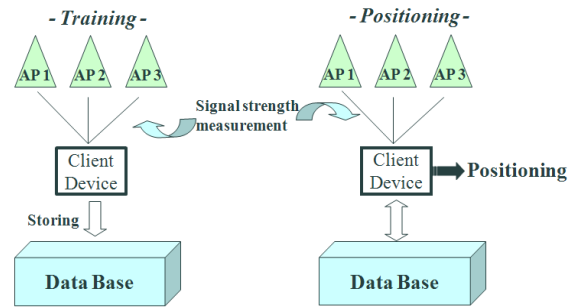 - Training-
- Positioning-
AP 1
AP 2
AP 3
AP 1
AP 2
AP 3
Signal strength
measurement
Client
Device
Client
Device
Positioning
Storing
Data Base
Data Base